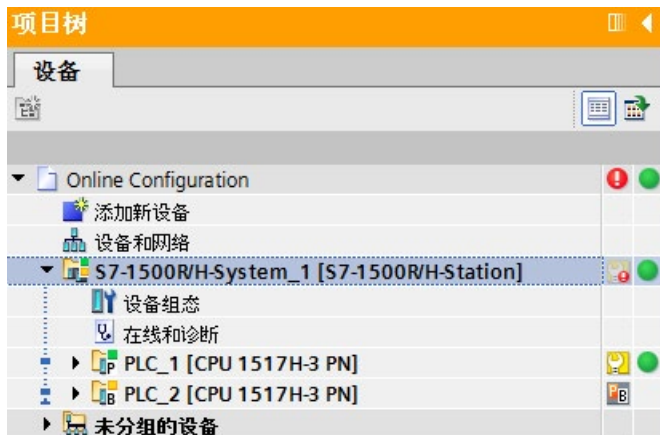 项目树
设备
Online Configuration
添加新设备
设备和网络
S7-1500R/H-System_1 [S7-1500R/H-Station]
设备组态
在线和诊断
P PLC_1 [CPU 1517H-3 PN]
B PLC_2 [CPU 1517H-3 PN] B
未分组的设备